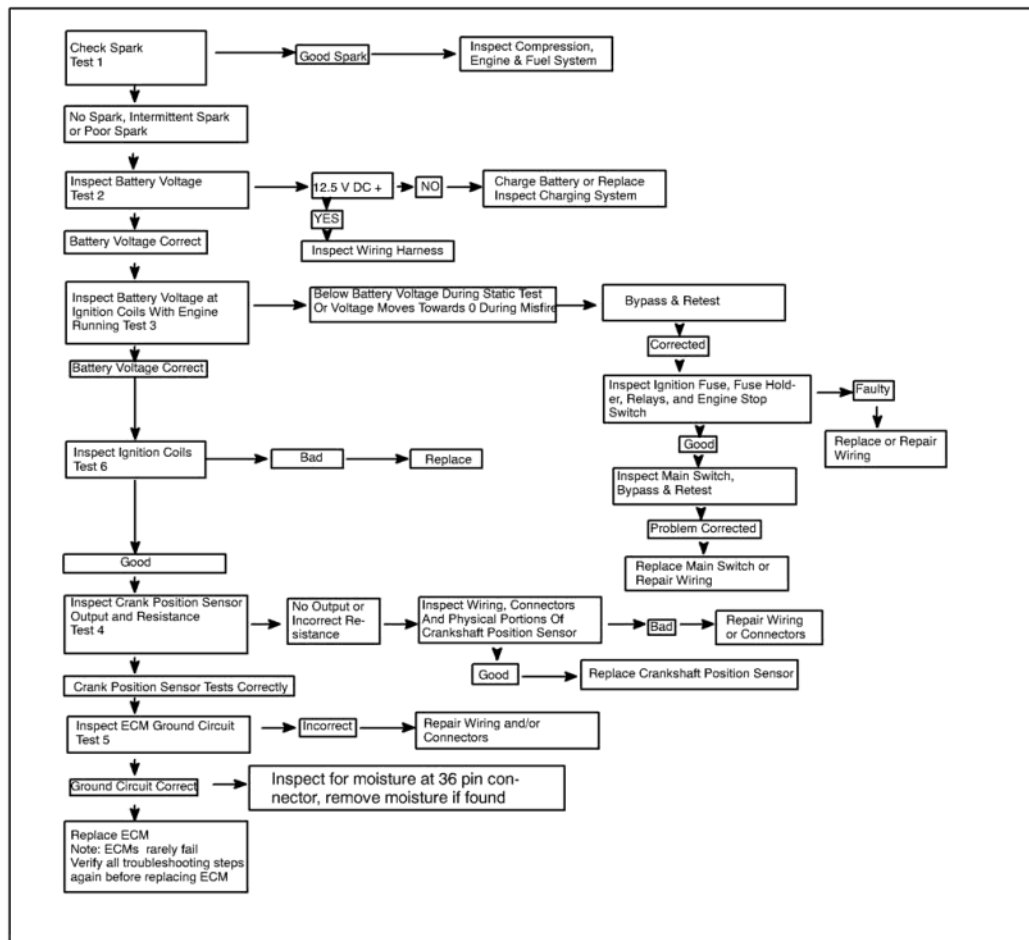 Check Spark
Test 1
Good Spark
Inspect Compression,
Engine & Fuel System
No Spark, Intermittent Spark
or Poor Spark
Inspect Battery Voltage
Test 2
12.5 V DC +
NO
Charge Battery or Replace
Inspect Charging System
YES
Inspect Wiring Harness
Battery Voltage Correct
Inspect Battery Voltage at
Ignition Coils With Engine
Running Test 3
Below Battery Voltage During Static Test
Or Voltage Moves Towards 0 During Misfire
Bypass & Retest
Corrected
Battery Voltage Correct
Inspect Ignition Fuse, Fuse Hold-
er, Relays, and Engine Stop
Switch
Faulty
Replace or Repair
Wiring
Good
Inspect Ignition Coils
Test 6
Bad
Replace
Inspect Main Switch,
Bypass & Retest
Problem Corrected
Replace Main Switch or
Repair Wiring
Good
Inspect Crank Position Sensor
Output and Resistance
Test 4
No Output or
Incorrect Re-
sistance
Inspect Wiring, Connectors
And Physical Portions Of
Crankshaft Position Sensor
Bad
Repair Wiring
or Connectors
Good
Replace Crankshaft Position Sensor
Crank Position Sensor Tests Correctly
Inspect ECM Ground Circuit
Test 5
Incorrect
Repair Wiring and/or
Connectors
Ground Circuit Correct
Inspect for moisture at 36 pin con-
nector, remove moisture if found
Replace ECM
Note: ECMs rarely fail
Verify all troubleshooting steps
again before replacing ECM